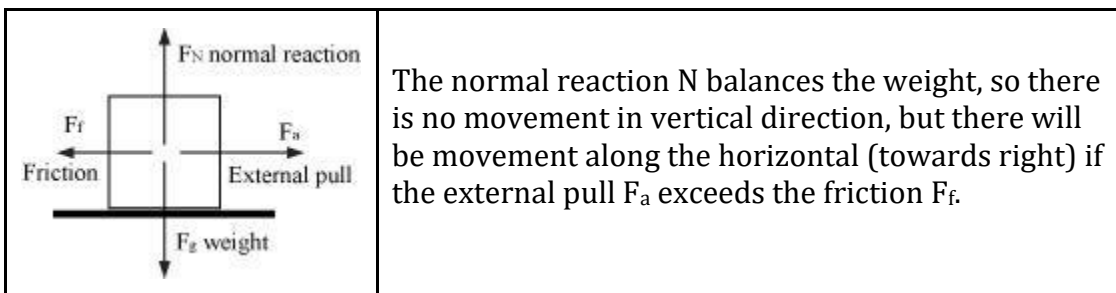 FN normal reaction
Ff
Friction
Fa
External pull
Fg weight
The normal reaction N balances the weight, so there
is no movement in vertical direction, but there will
be movement along the horizontal (towards right) if
the external pull Fa exceeds the friction Ff.